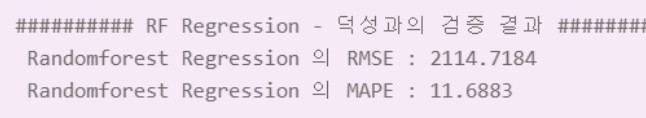 ########## RF Regression - 덕성과의 검증 결과 ########
Randomforest Regression 의 RMSE : 2114.7184
Randomforest Regression 의 MAPE : 11.6883